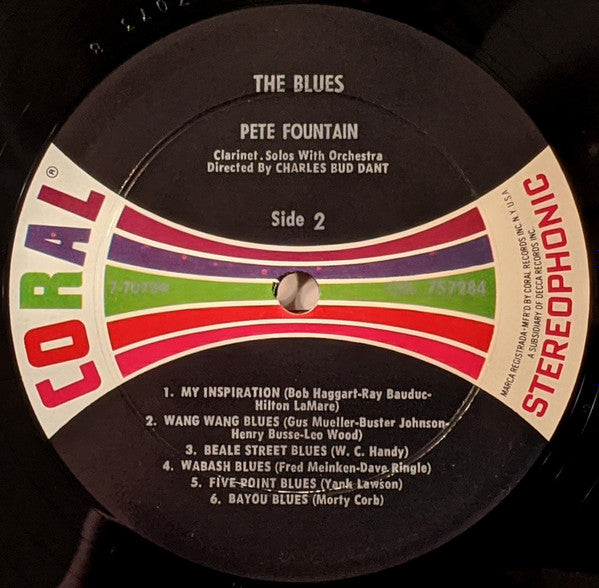 THE BLUES
PETE FOUNTAIN
Clarinet Solos With Orchestra
Directed By CHARLES BUD DANT
Side 2
CORAL®
757284
STEREOPHONIC
MARCA REGISTRADA · MFR'D BY CORAL RECORDS INC. N.Y. U.S.A.
A SUBSIDIARY OF DECCA RECORDS INC.
1. MY INSPIRATION (Bob Haggart-Ray Bauduc-
Hilton LaMare)
2. WANG WANG BLUES (Gus Mueller-Buster Johnson-
Henry Busse-Leo Wood)
3. BEALE STREET BLUES (W. C. Handy)
4. WABASH BLUES (Fred Meinken-Dave Ringle)
5. FIVE POINT BLUES (Yank Lawson)
6. BAYOU BLUES (Morty Corb)